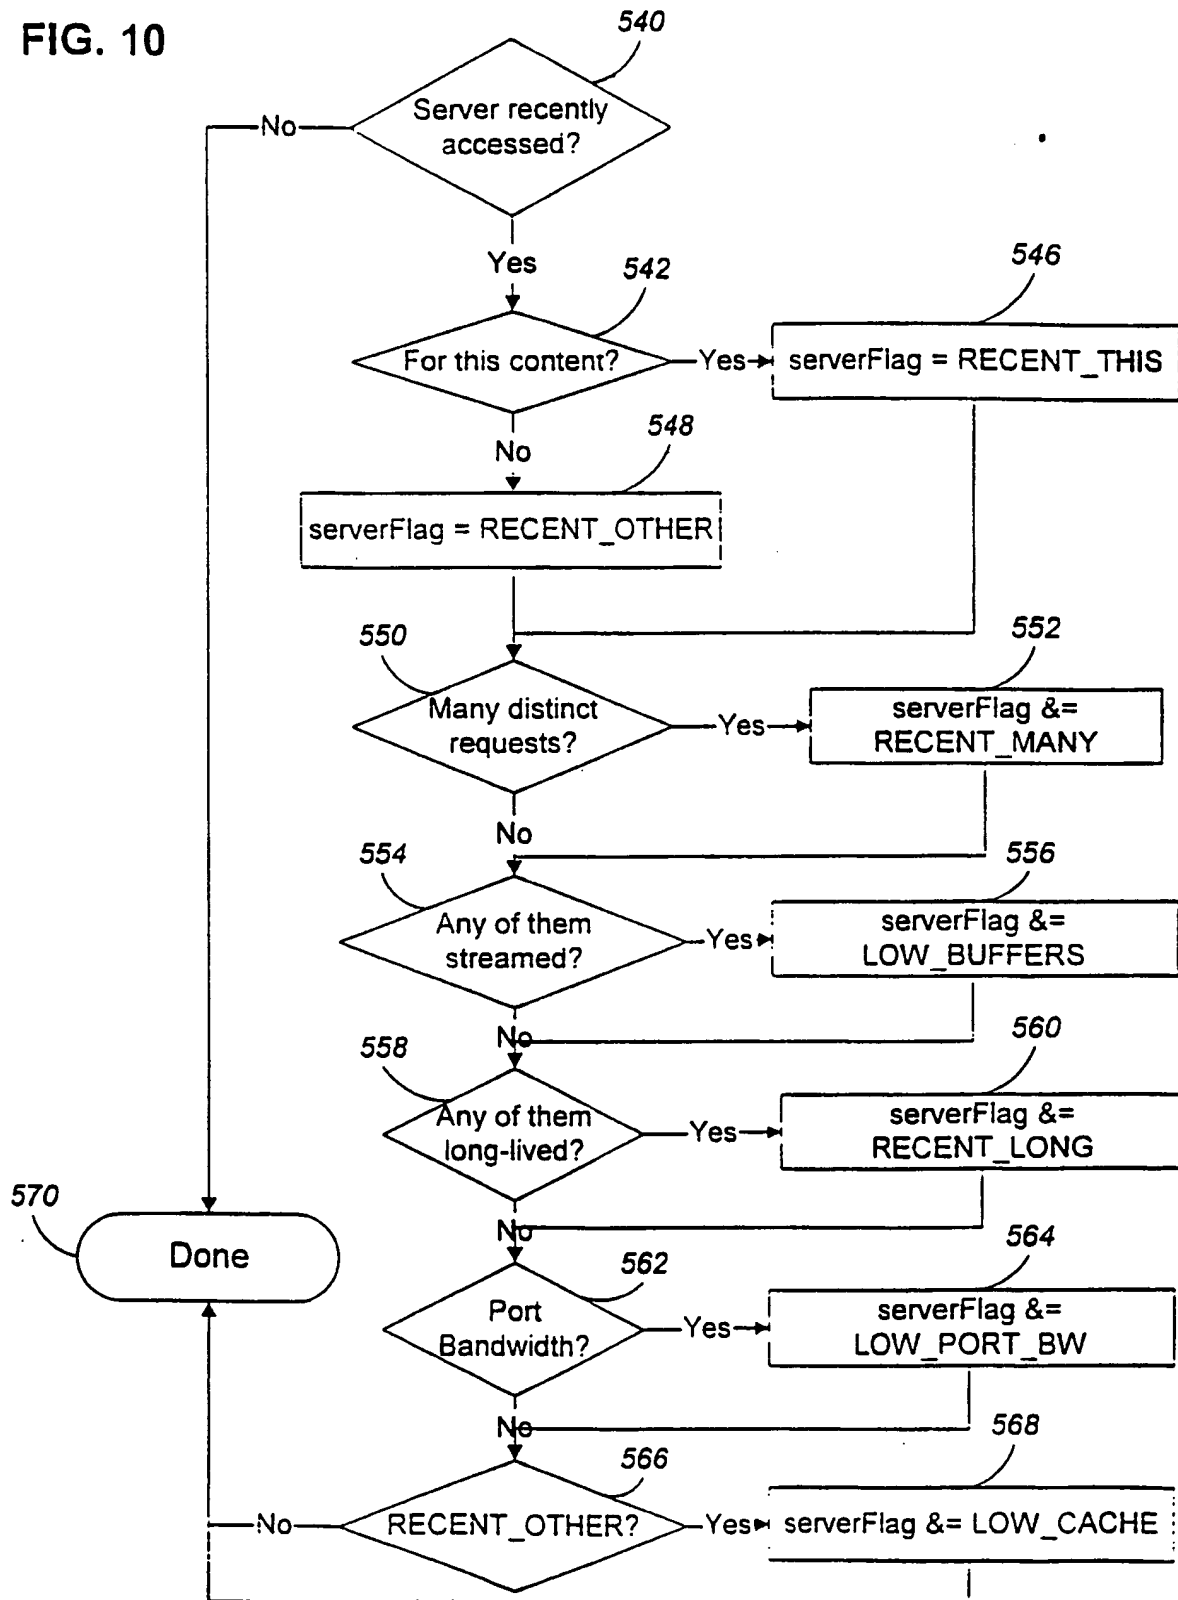 FIG. 10
540
Server recently
accessed?
No
Yes
542
546
For this content?
Yes
serverFlag = RECENT_THIS
No
548
serverFlag = RECENT_OTHER
550
552
Many distinct
requests?
Yes
serverFlag &=
RECENT_MANY
No
554
556
Any of them
streamed?
Yes
serverFlag &=
LOW_BUFFERS
No
558
560
Any of them
long-lived?
Yes
serverFlag &=
RECENT_LONG
570
Done
No
562
564
Port
Bandwidth?
Yes
serverFlag &=
LOW_PORT_BW
No
566
568
No
RECENT_OTHER?
Yes
serverFlag &= LOW_CACHE